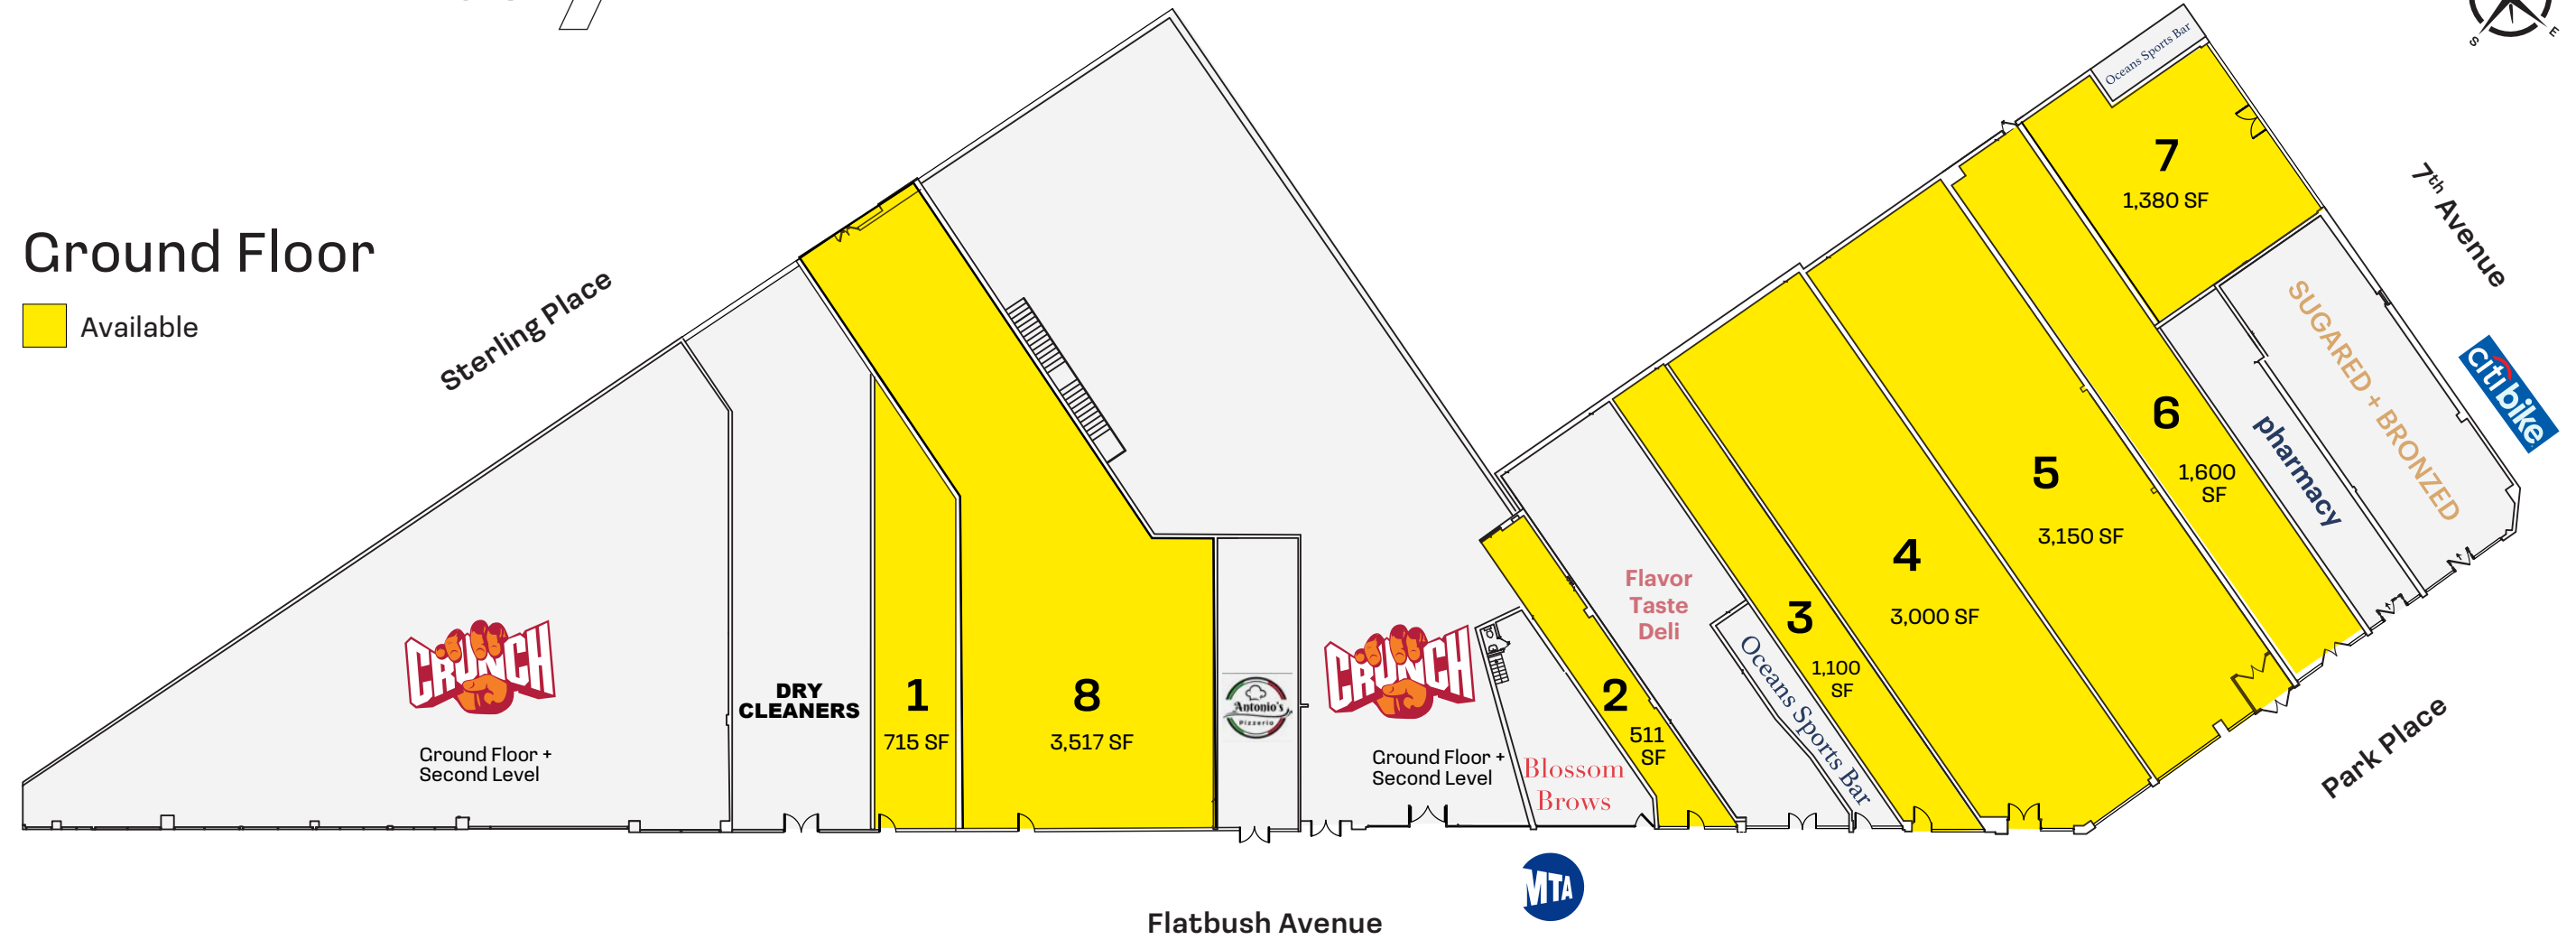 Ground Floor
Available
Sterling Place
CRUNCH
Ground Floor +
Second Level
DRY
CLEANERS
1
715 SF
8
3,517 SF
Antonio's
Pizzeria
CRUNCH
Ground Floor +
Second Level
Blossom
Brows
2
511
SF
Flavor
Taste
Deli
Oceans Sports Bar
3
1,100
SF
4
3,000 SF
5
3,150 SF
6
1,600
SF
7
1,380 SF
Oceans Sports Bar
pharmacy
SUGARED + BRONZED
7th Avenue
citibike
Park Place
MTA
Flatbush Avenue
S
E